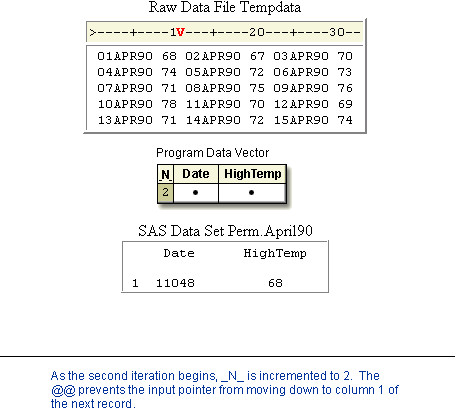 Raw Data File Tempdata
>----+----1V---+----20---+----30--
01APR90 68 02APR90 67 03APR90 70
04APR90 74 05APR90 72 06APR90 73
07APR90 71 08APR90 75 09APR90 76
10APR90 78 11APR90 70 12APR90 69
13APR90 71 14APR90 72 15APR90 74
Program Data Vector
_N_ Date HighTemp
2 • •
SAS Data Set Perm.April90
Date HighTemp
1 11048 68
As the second iteration begins, _N_ is incremented to 2. The
@@ prevents the input pointer from moving down to column 1 of
the next record.